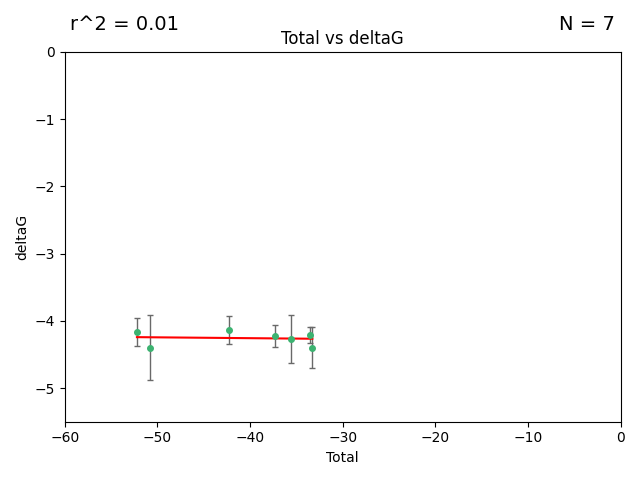 r^2 = 0.01
N = 7
Total vs deltaG
0
−1
−2
−3
−4
−5
deltaG
−60
−50
−40
−30
−20
−10
0
Total